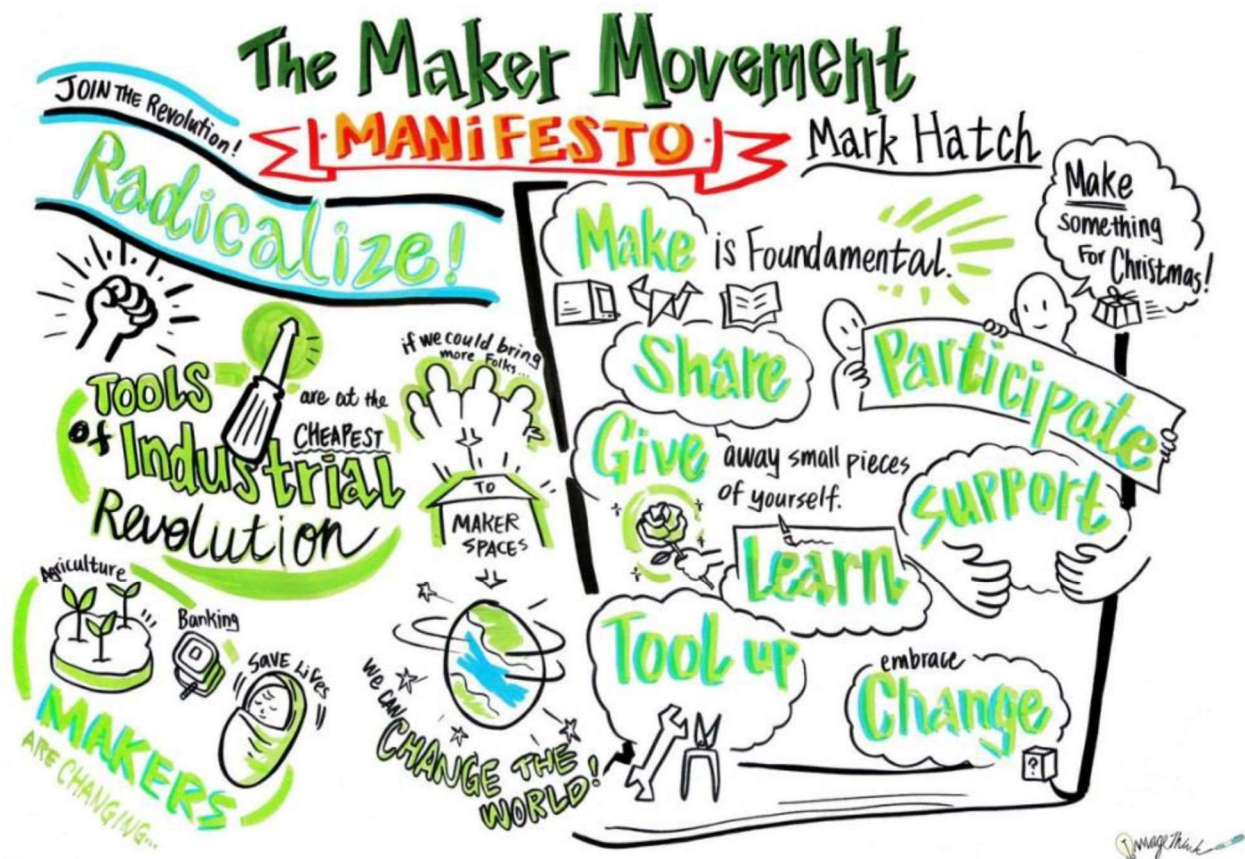 The Maker Movement
MANiFESTO
Mark Hatch
JOIN THE Revolution!
Radicalize!
TOOLS
of Industrial
Revolution
are at the
CHEAPEST
if we could bring
more Folks...
TO
MAKER
SPACES
WE CAN
CHANGE THE
WORLD!
Agriculture
Banking
SAVE Lives
MAKERS
ARE CHANGING...
Make is Foundamental.
Share
Give away small pieces
of yourself.
Learn
Tool up
Make
something
For Christmas!
Participate
Support
embrace
Change
?
ImageThink